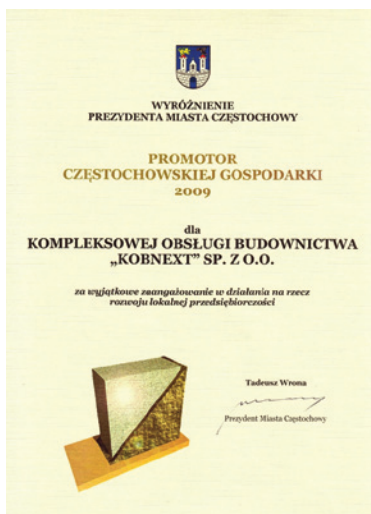 WYRÓŻNIENIE
PREZYDENTA MIASTA CZĘSTOCHOWY
PROMOTOR
CZĘSTOCHOWSKIEJ GOSPODARKI
2009
dla
KOMPLEKSOWEJ OBSŁUGI BUDOWNICTWA
„KOBNEXT” SP. Z O.O.
za wyjątkowe zaangażowanie w działania na rzecz
rozwoju lokalnej przedsiębiorczości
Tadeusz Wrona
Prezydent Miasta Częstochowy